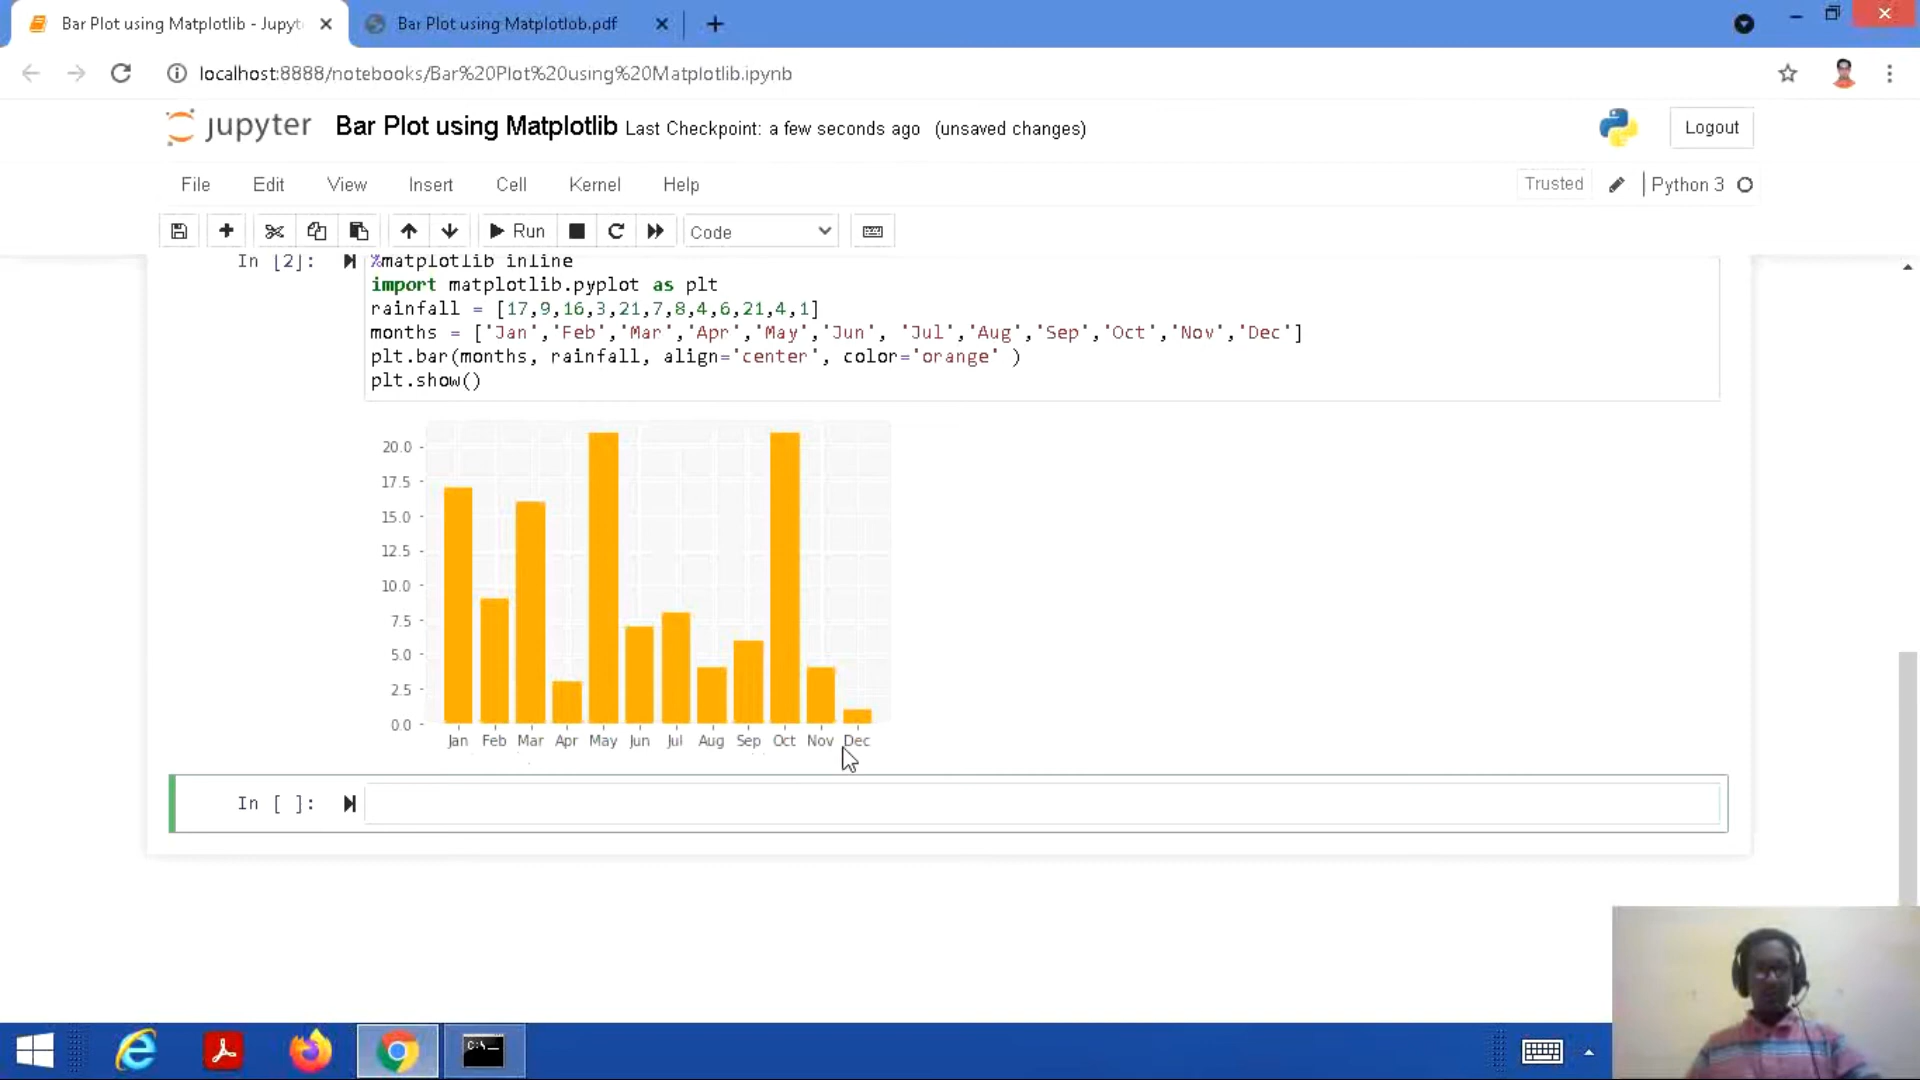 Bar Plot using Matplotlib - Jupyt
Bar Plot using Matplotlob.pdf
localhost:8888/notebooks/Bar%20Plot%20using%20Matplotlib.ipynb
jupyter Bar Plot using Matplotlib Last Checkpoint: a few seconds ago (unsaved changes)
Logout
File Edit View Insert Cell Kernel Help
Trusted Python 3
Run Code
In [2]:
%matplotlib inline
import matplotlib.pyplot as plt
rainfall = [17,9,16,3,21,7,8,4,6,21,4,1]
months = ['Jan','Feb','Mar','Apr','May','Jun', 'Jul','Aug','Sep','Oct','Nov','Dec']
plt.bar(months, rainfall, align='center', color='orange' )
plt.show()
20.0
17.5
15.0
12.5
10.0
7.5
5.0
2.5
0.0
Jan Feb Mar Apr May Jun Jul Aug Sep Oct Nov Dec
In [ ]:
C:\_